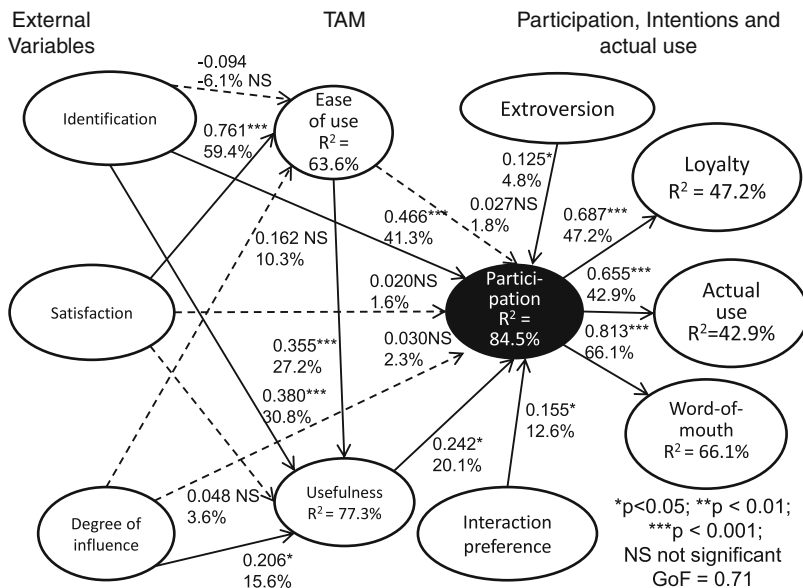 External
Variables
TAM
Participation, Intentions and
actual use
-0.094
-6.1% NS
Identification
Ease
of use
R² =
63.6%
Extroversion
0.761***
59.4%
0.125*
4.8%
Loyalty
R² = 47.2%
0.027NS
1.8%
0.466***
41.3%
0.687***
47.2%
0.162 NS
10.3%
Satisfaction
0.020NS
1.6%
Partici-
pation
R² =
84.5%
0.655***
42.9%
Actual
use
R²=42.9%
0.030NS
2.3%
0.813***
66.1%
0.355***
27.2%
0.380***
30.8%
0.155*
12.6%
Word-of-
mouth
R² = 66.1%
0.242*
20.1%
0.048 NS
3.6%
Usefulness
R² = 77.3%
Degree of
influence
0.206*
15.6%
Interaction
preference
*p<0.05; **p < 0.01;
***p < 0.001;
NS not significant
GoF = 0.71